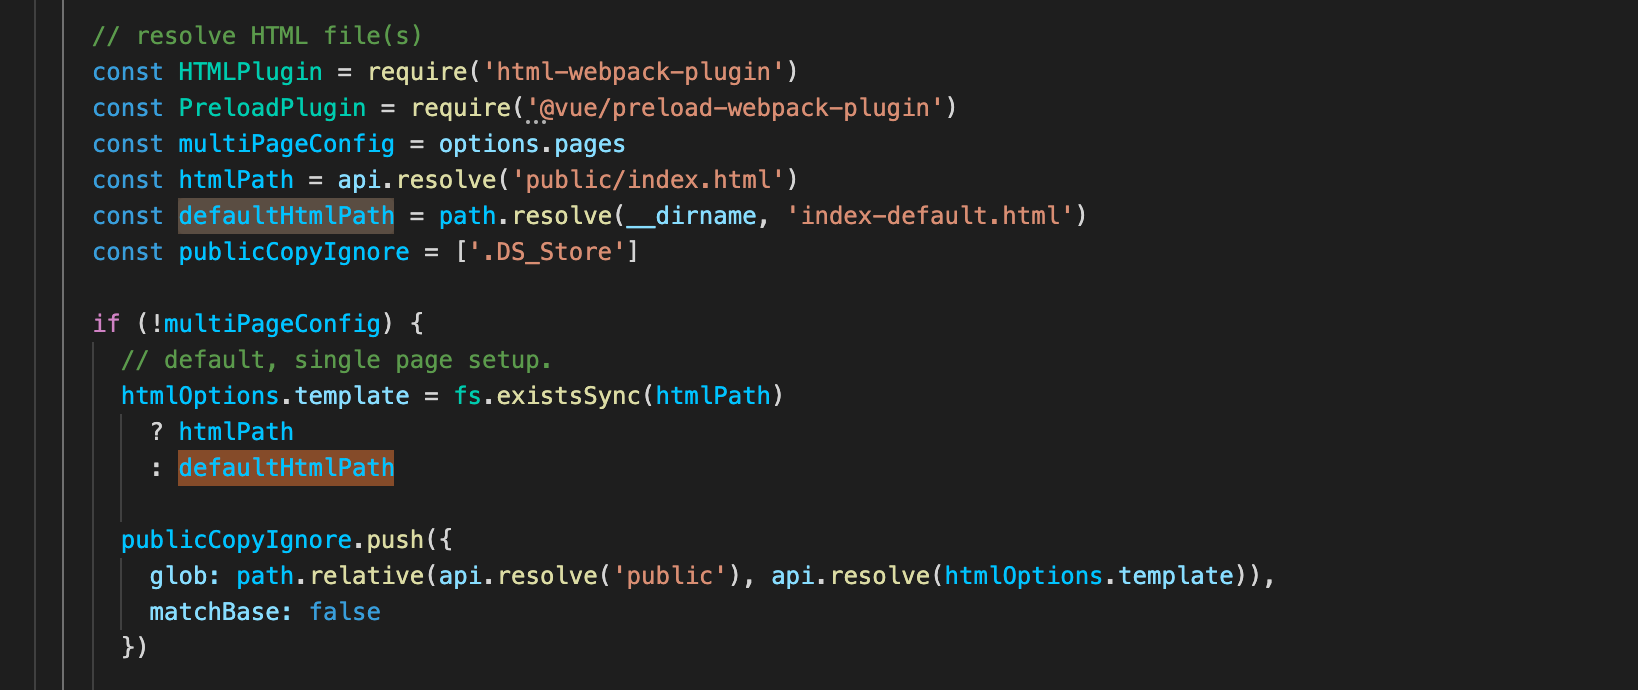 // resolve HTML file(s)
const HTMLPlugin = require('html-webpack-plugin')
const PreloadPlugin = require('@vue/preload-webpack-plugin')
const multiPageConfig = options.pages
const htmlPath = api.resolve('public/index.html')
const defaultHtmlPath = path.resolve(__dirname, 'index-default.html')
const publicCopyIgnore = ['.DS_Store']

if (!multiPageConfig) {
  // default, single page setup.
  htmlOptions.template = fs.existsSync(htmlPath)
    ? htmlPath
    : defaultHtmlPath

  publicCopyIgnore.push({
    glob: path.relative(api.resolve('public'), api.resolve(htmlOptions.template)),
    matchBase: false
  })